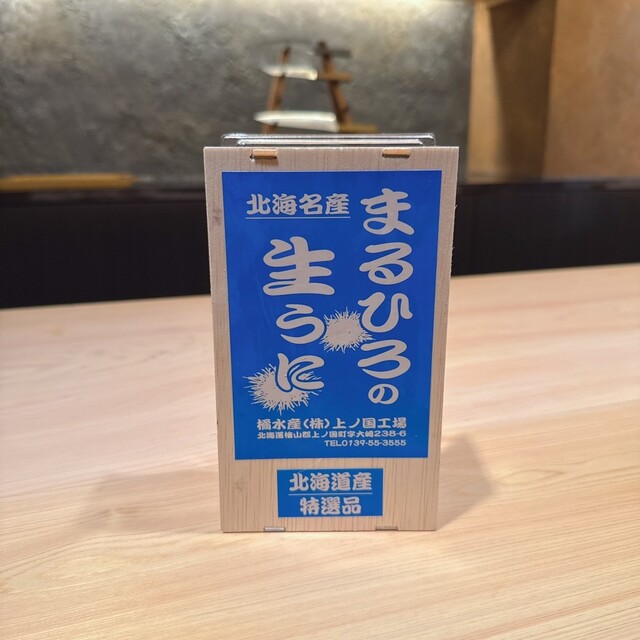 北海名産
まるひろの
生うに
橘水産(株)上ノ国工場
北海道檜山郡上ノ国町字大崎238-6
TEL0139-55-3555
北海道産
特選品